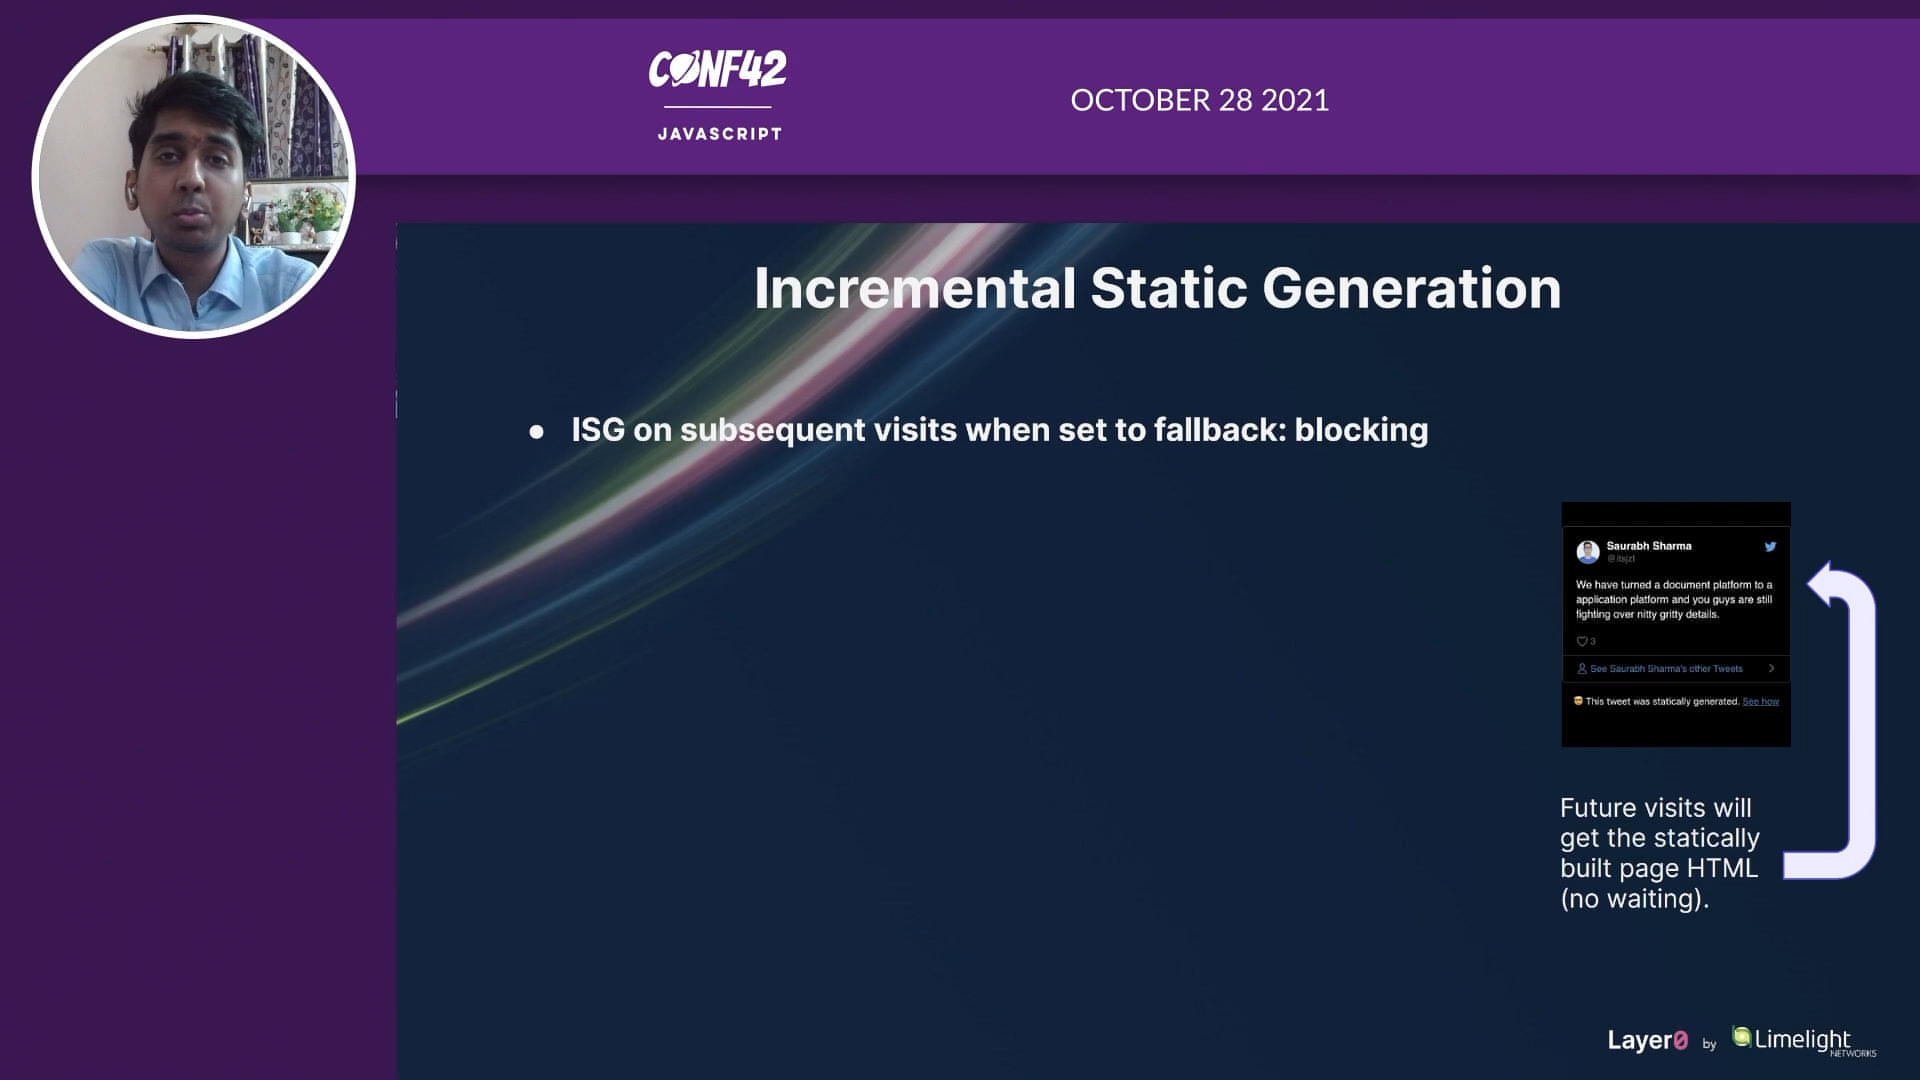 CONF42
JAVASCRIPT
OCTOBER 28 2021
Incremental Static Generation
● ISG on subsequent visits when set to fallback: blocking
Saurabh Sharma
@itsjzt
We have turned a document platform to a
application platform and you guys are still
fighting over nitty gritty details.
3
See Saurabh Sharma's other Tweets
This tweet was statically generated. See how
Future visits will
get the statically
built page HTML
(no waiting).
Layer0 by Limelight
NETWORKS